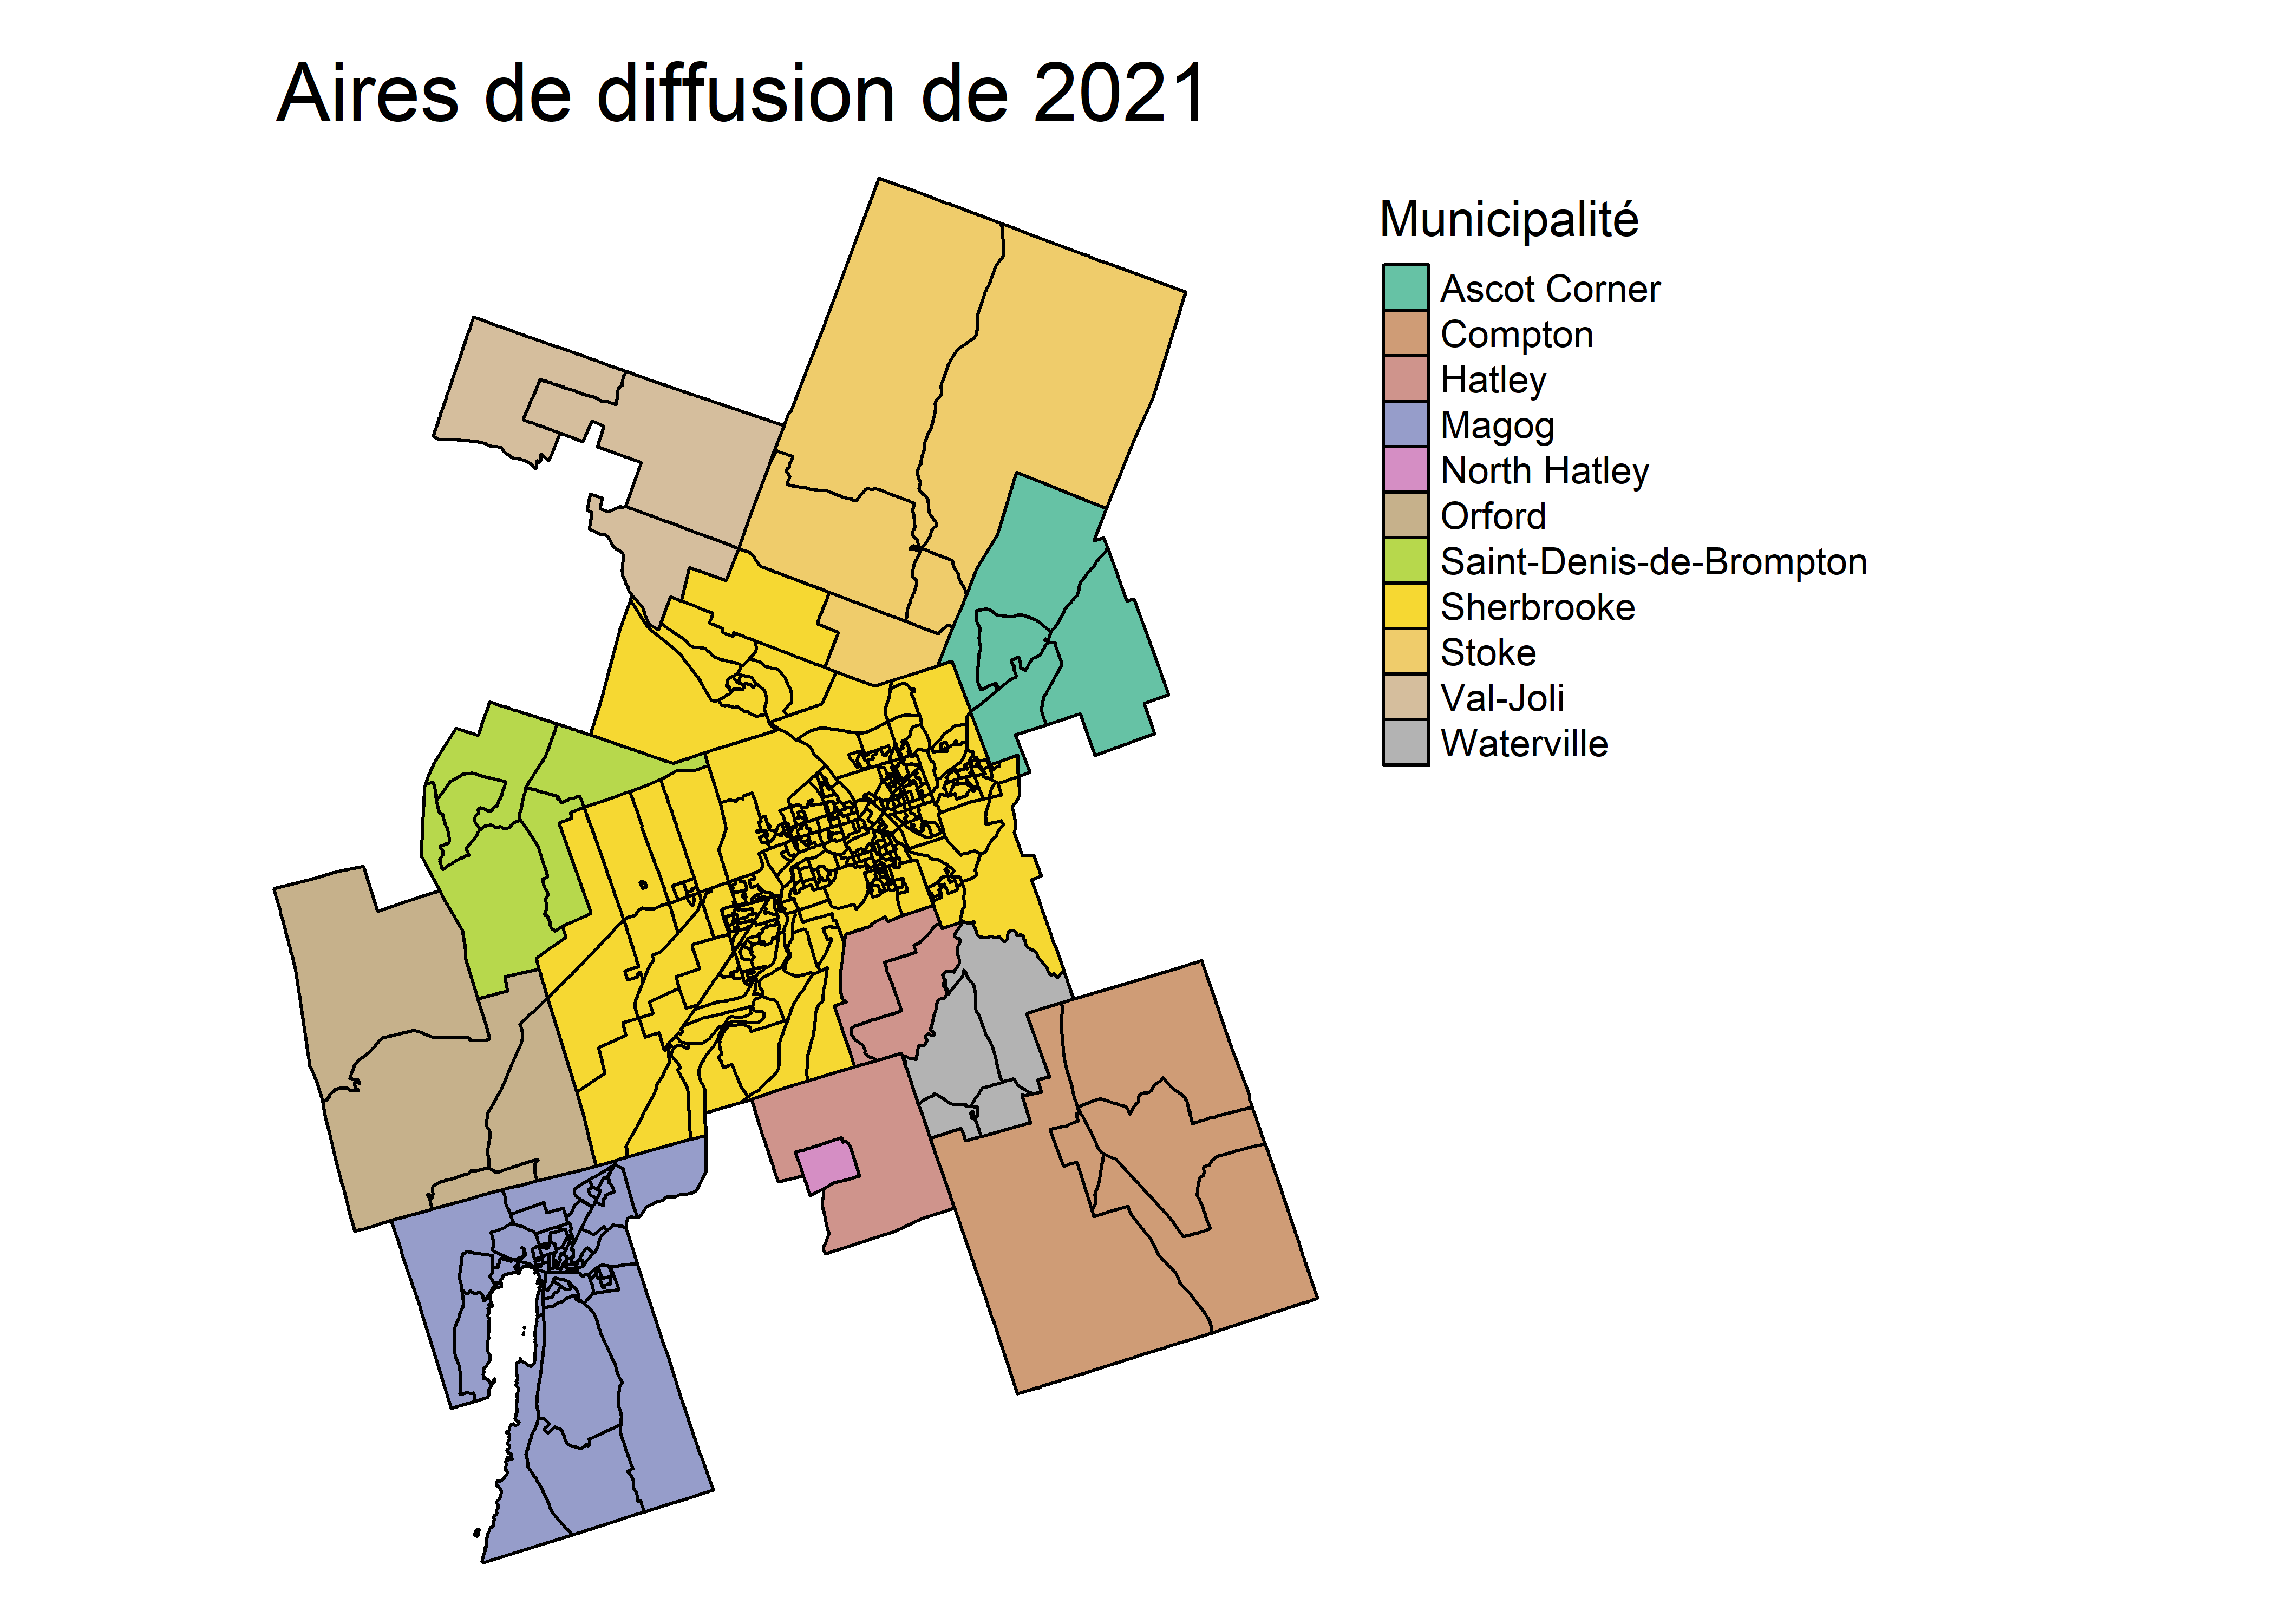 Aires de diffusion de 2021
Municipalité
Ascot Corner
Compton
Hatley
Magog
North Hatley
Orford
Saint-Denis-de-Brompton
Sherbrooke
Stoke
Val-Joli
Waterville